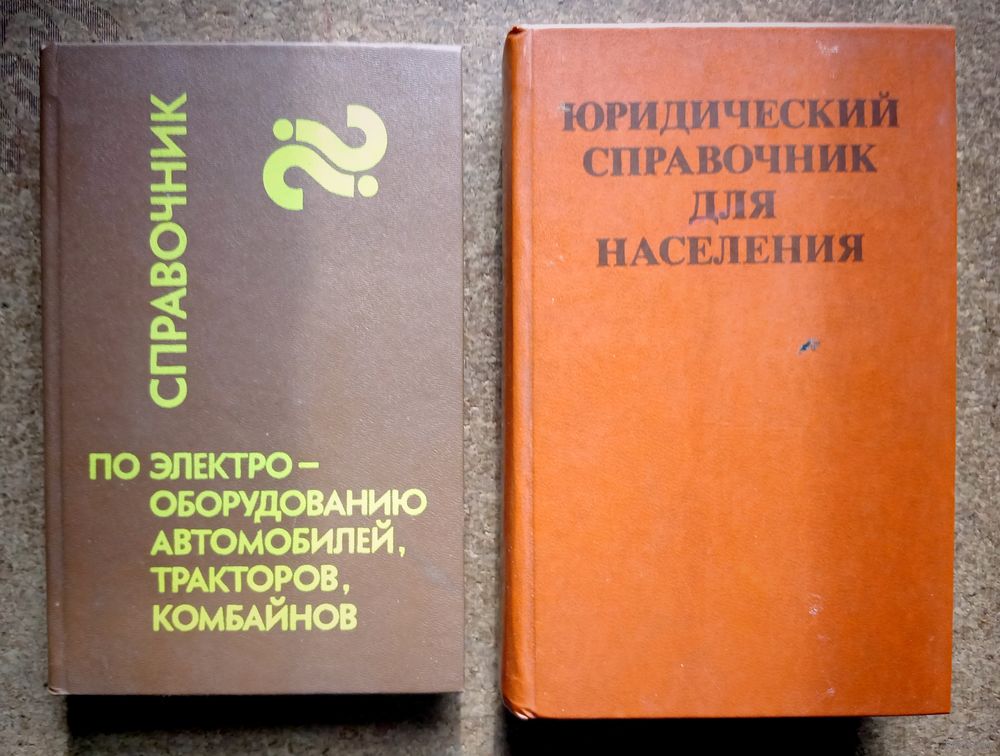 СПРАВОЧНИК
ПО ЭЛЕКТРО-
ОБОРУДОВАНИЮ
АВТОМОБИЛЕЙ,
ТРАКТОРОВ,
КОМБАЙНОВ
ЮРИДИЧЕСКИЙ
СПРАВОЧНИК
ДЛЯ
НАСЕЛЕНИЯ